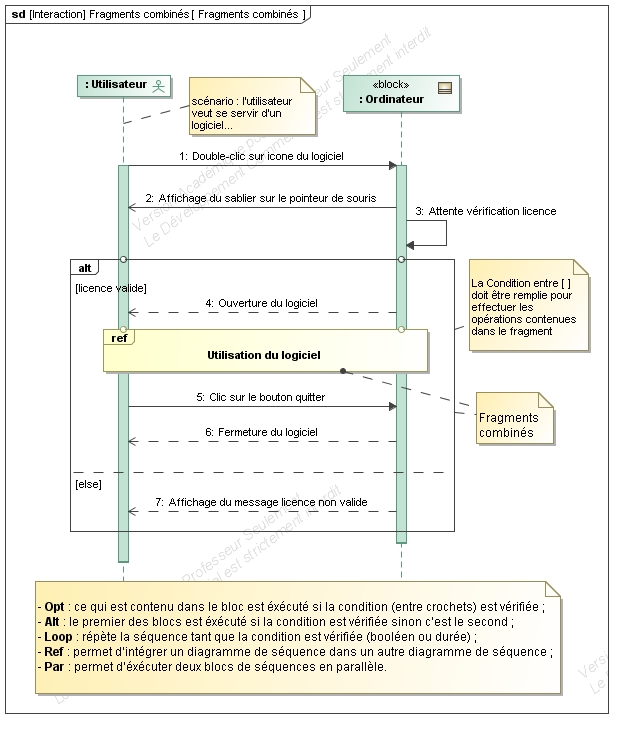 sd [Interaction] Fragments combinés [ Fragments combinés ]
: Utilisateur
scénario : l'utilisateur
veut se servir d'un
logiciel...
«block»
: Ordinateur
1: Double-clic sur icone du logiciel
2: Affichage du sablier sur le pointeur de souris
3: Attente vérification licence
alt
[licence valide]
La Condition entre [ ]
doit être remplie pour
effectuer les
opérations contenues
dans le fragment
4: Ouverture du logiciel
ref
Utilisation du logiciel
5: Clic sur le bouton quitter
Fragments
combinés
6: Fermeture du logiciel
[else]
7: Affichage du message licence non valide
- Opt : ce qui est contenu dans le bloc est éxécuté si la condition (entre crochets) est vérifiée ;
- Alt : le premier des blocs est éxécuté si la condition est vérifiée sinon c'est le second ;
- Loop : répète la séquence tant que la condition est vérifiée (booléen ou durée) ;
- Ref : permet d'intégrer un diagramme de séquence dans un autre diagramme de séquence ;
- Par : permet d'éxécuter deux blocs de séquences en parallèle.